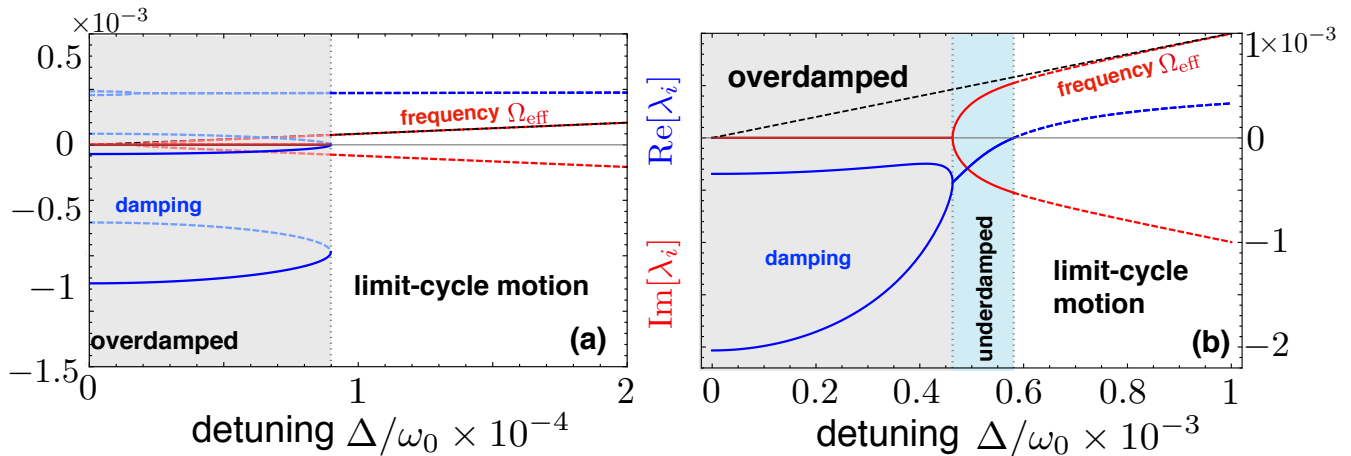 ×10⁻³
0.5
0
−0.5
−1
−1.5
frequency Ω_eff
damping
limit-cycle motion
overdamped
(a)
0
1
2
detuning Δ/ω₀ × 10⁻⁴
Re[λᵢ]
Im[λᵢ]
1×10⁻³
0
−1
−2
overdamped
frequency Ω_eff
damping
underdamped
limit-cycle
motion
(b)
0
0.2
0.4
0.6
0.8
1
detuning Δ/ω₀ × 10⁻³